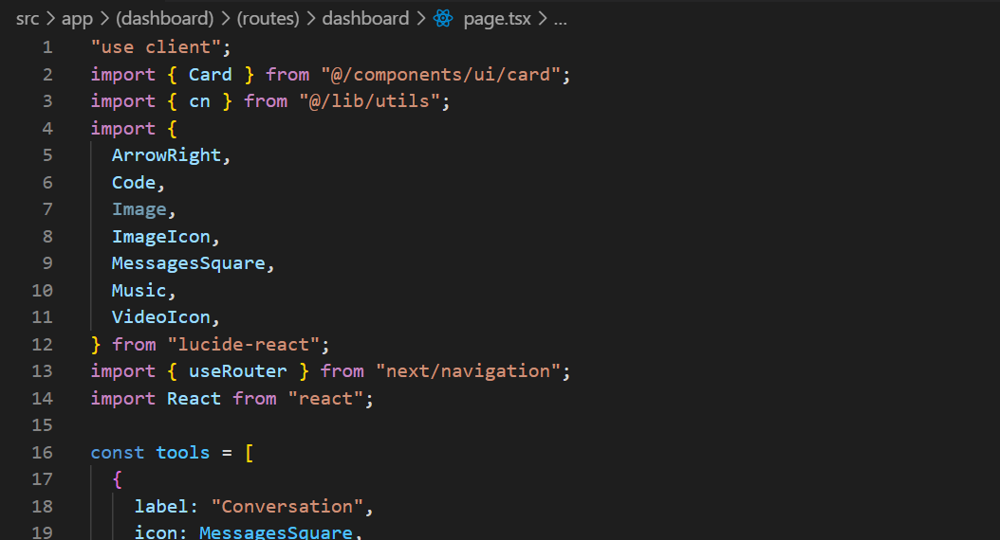 src > app > (dashboard) > (routes) > dashboard > page.tsx > ...
1 "use client";
2 import { Card } from "@/components/ui/card";
3 import { cn } from "@/lib/utils";
4 import {
5   ArrowRight,
6   Code,
7   Image,
8   ImageIcon,
9   MessagesSquare,
10   Music,
11   VideoIcon,
12 } from "lucide-react";
13 import { useRouter } from "next/navigation";
14 import React from "react";
15
16 const tools = [
17   {
18     label: "Conversation",
19     icon: MessagesSquare,